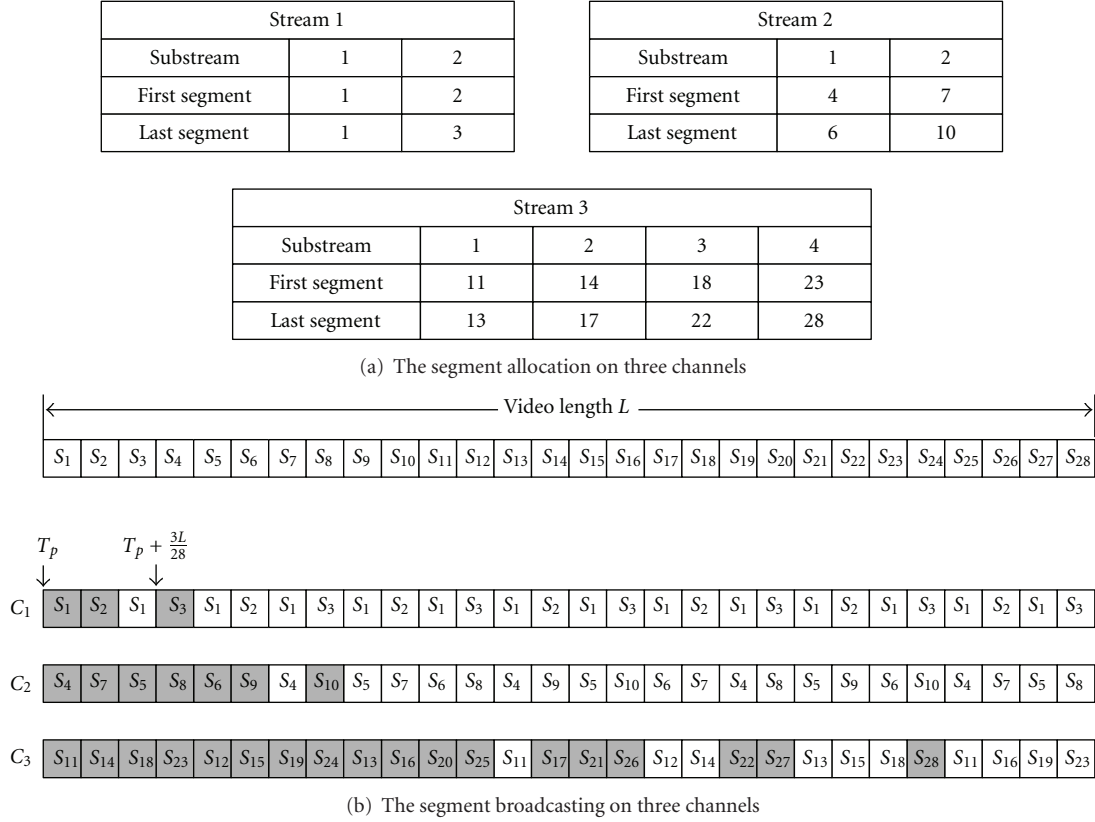 Stream 1
Substream 1 2
First segment 1 2
Last segment 1 3
Stream 2
Substream 1 2
First segment 4 7
Last segment 6 10
Stream 3
Substream 1 2 3 4
First segment 11 14 18 23
Last segment 13 17 22 28
(a) The segment allocation on three channels
Video length L
S1 S2 S3 S4 S5 S6 S7 S8 S9 S10 S11 S12 S13 S14 S15 S16 S17 S18 S19 S20 S21 S22 S23 S24 S25 S26 S27 S28
Tp Tp + 3L/28
C1 S1 S2 S1 S3 S1 S2 S1 S3 S1 S2 S1 S3 S1 S2 S1 S3 S1 S2 S1 S3 S1 S2 S1 S3 S1 S2 S1 S3
C2 S4 S7 S5 S8 S6 S9 S4 S10 S5 S7 S6 S8 S4 S9 S5 S10 S6 S7 S4 S8 S5 S9 S6 S10 S4 S7 S5 S8
C3 S11 S14 S18 S23 S12 S15 S19 S24 S13 S16 S20 S25 S11 S17 S21 S26 S12 S14 S22 S27 S13 S15 S18 S28 S11 S16 S19 S23
(b) The segment broadcasting on three channels